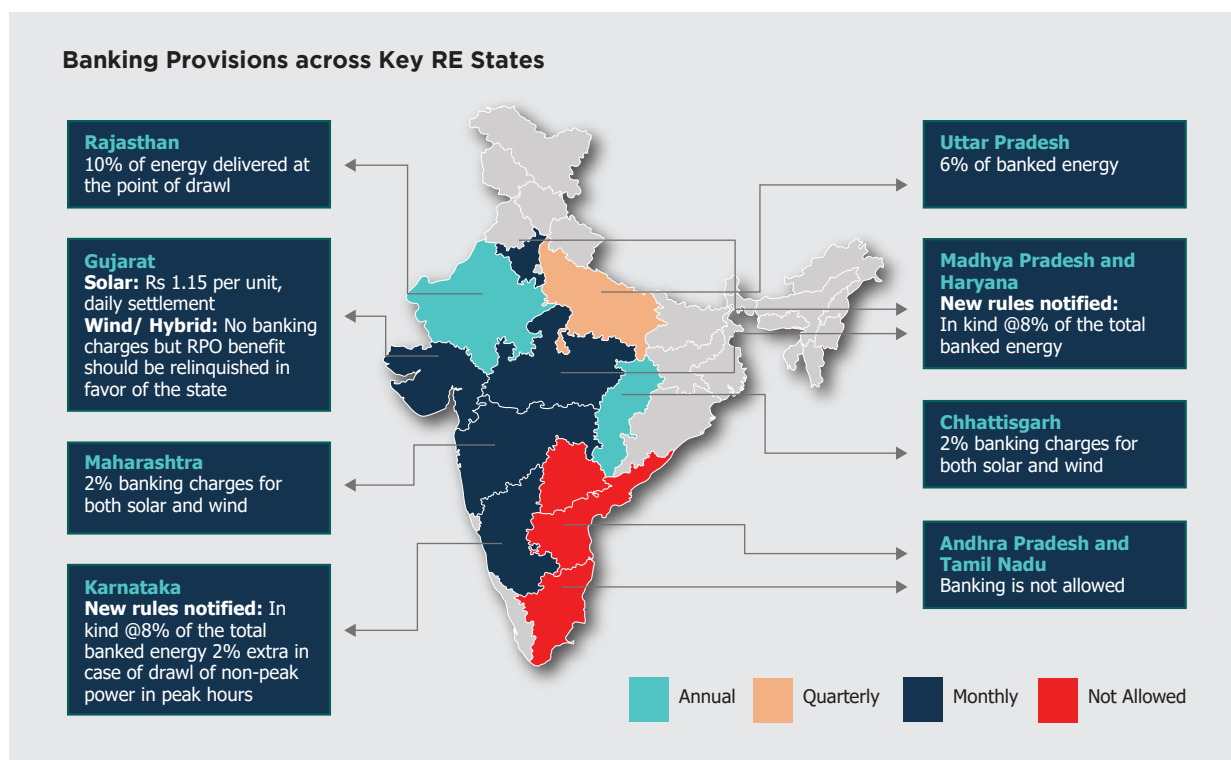 Banking Provisions across Key RE States
Rajasthan
10% of energy delivered at
the point of drawl
Gujarat
Solar: Rs 1.15 per unit,
daily settlement
Wind/ Hybrid: No banking
charges but RPO benefit
should be relinquished in
favor of the state
Maharashtra
2% banking charges for
both solar and wind
Karnataka
New rules notified: In
kind @8% of the total
banked energy 2% extra in
case of drawl of non-peak
power in peak hours
Uttar Pradesh
6% of banked energy
Madhya Pradesh and
Haryana
New rules notified:
In kind @8% of the total
banked energy
Chhattisgarh
2% banking charges for
both solar and wind
Andhra Pradesh and
Tamil Nadu
Banking is not allowed
Annual
Quarterly
Monthly
Not Allowed